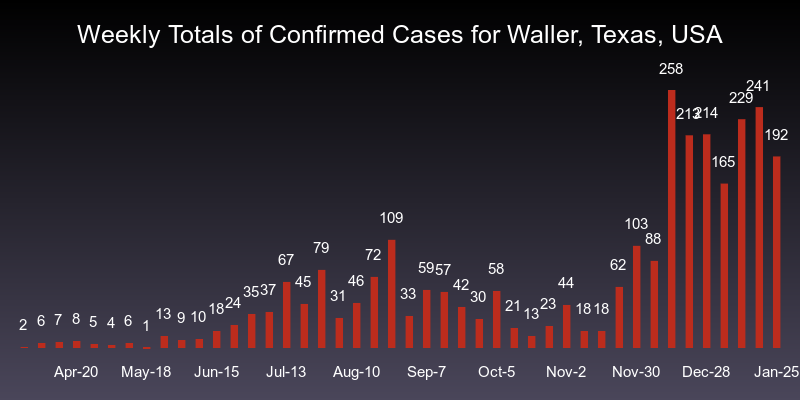 Weekly Totals of Confirmed Cases for Waller, Texas, USA
2 6 7 8 5 4 6 1 13 9 10 18 24 35 37 67 45 79 31 46 72 109 33 59 57 42 30 58 21 13 23 44 18 18 62 103 88 258 212 214 165 229 241 192
Apr-20 May-18 Jun-15 Jul-13 Aug-10 Sep-7 Oct-5 Nov-2 Nov-30 Dec-28 Jan-25